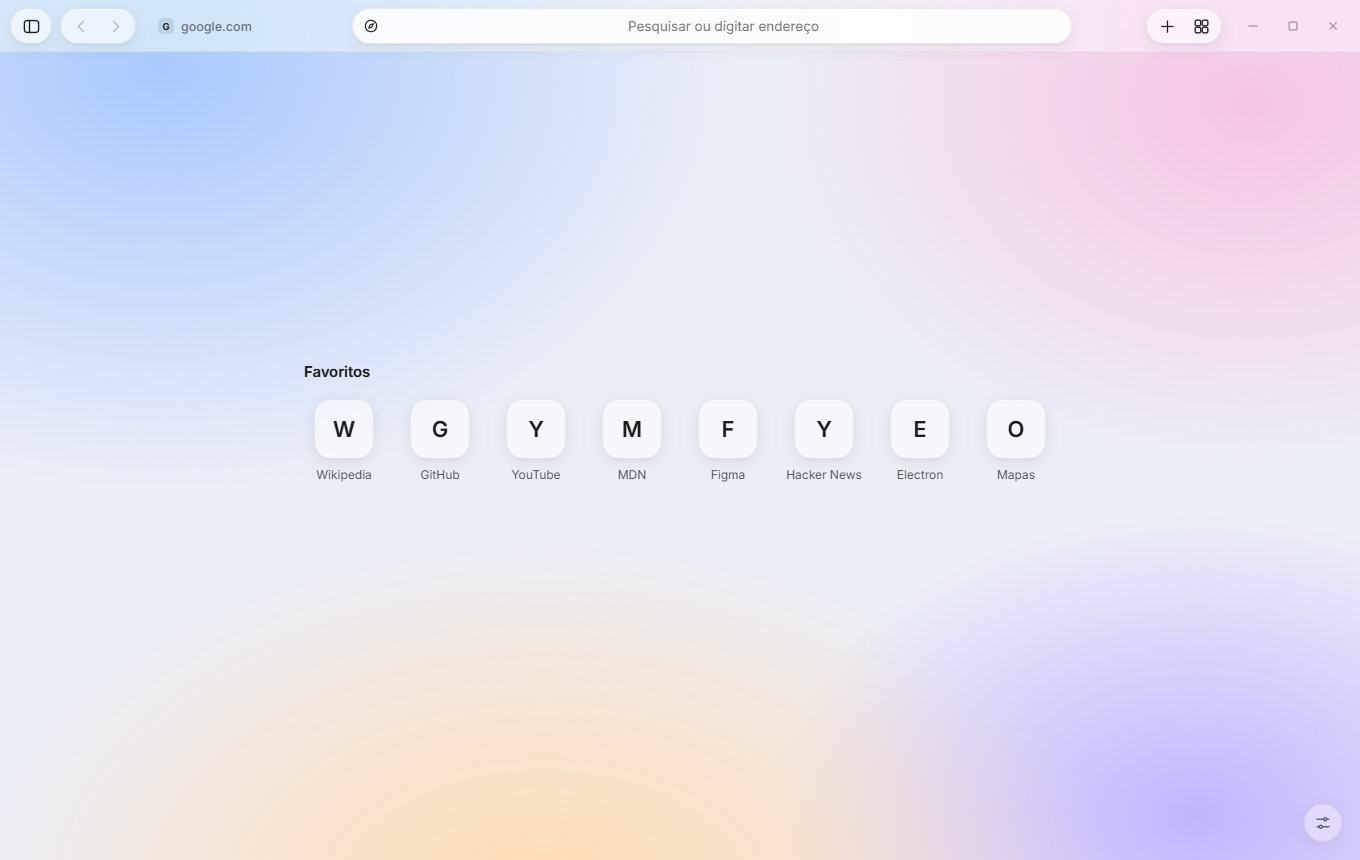 G google.com
Pesquisar ou digitar endereço
Favoritos
W G Y M F Y E O
Wikipedia GitHub YouTube MDN Figma Hacker News Electron Mapas